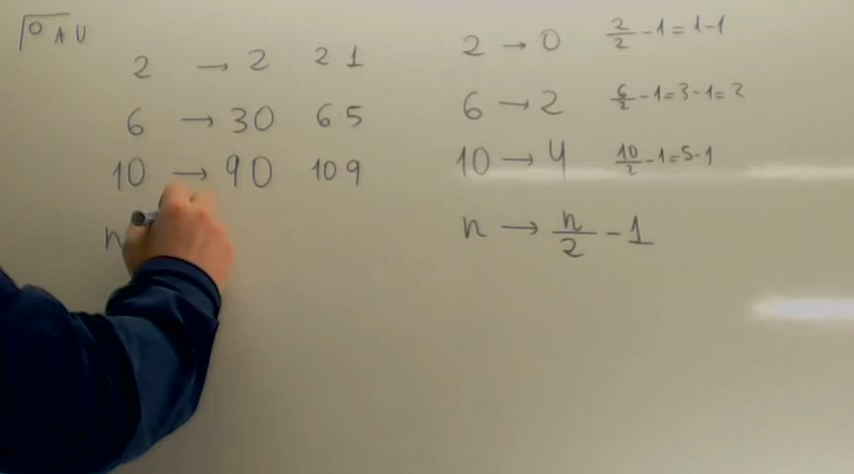 O A U
2 → 2 2 1
6 → 30 6 5
10 → 90 10 9
n
2 → 0 2/2 - 1 = 1 - 1
6 → 2 6/2 - 1 = 3 - 1 = 2
10 → 4 10/2 - 1 = 5 - 1
n → n/2 - 1